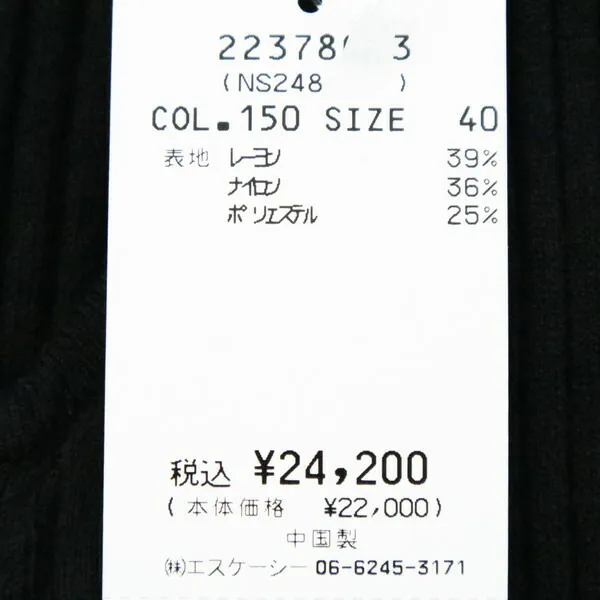 22378 3
(NS248 )
COL.150 SIZE 40
表地 レーヨン 39%
ナイロン 36%
ポリエステル 25%
税込 ¥24,200
(本体価格 ¥22,000)
中国製
㈱エスケーシー 06-6245-3171